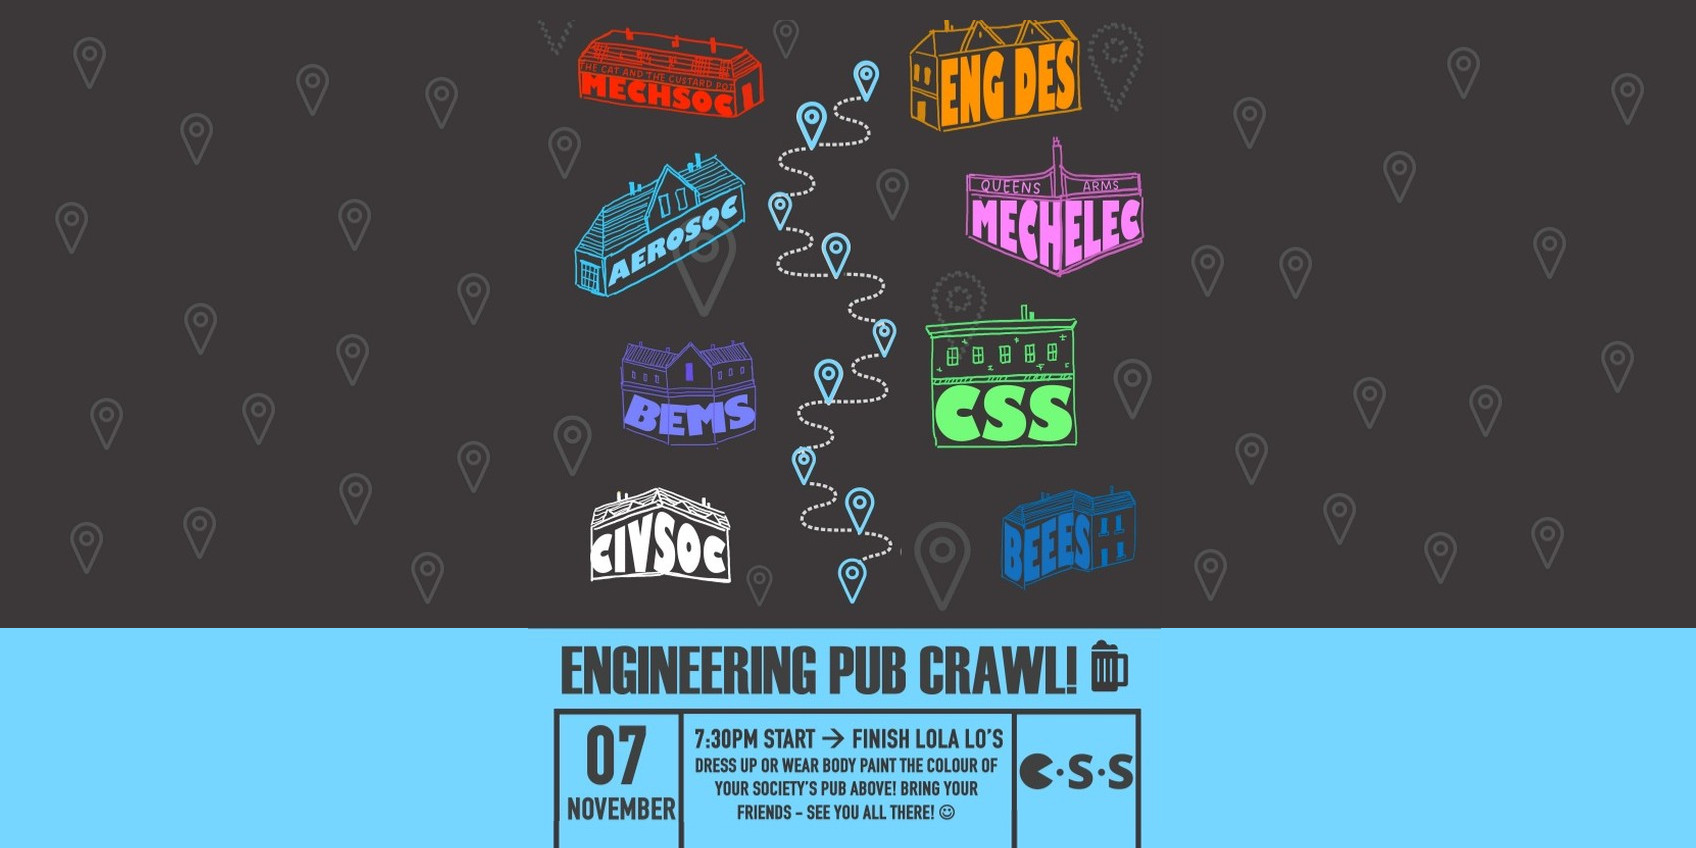 THE CAT AND THE CUSTARD POT
MECHSOC
ENG DES
AEROSOC
QUEENS ARMS
MECHELEC
BEMS
CSS
CIVSOC
BEEES
ENGINEERING PUB CRAWL!
07
NOVEMBER
7:30PM START → FINISH LOLA LO'S
DRESS UP OR WEAR BODY PAINT THE COLOUR OF
YOUR SOCIETY'S PUB ABOVE! BRING YOUR
FRIENDS - SEE YOU ALL THERE! ☺
C·S·S